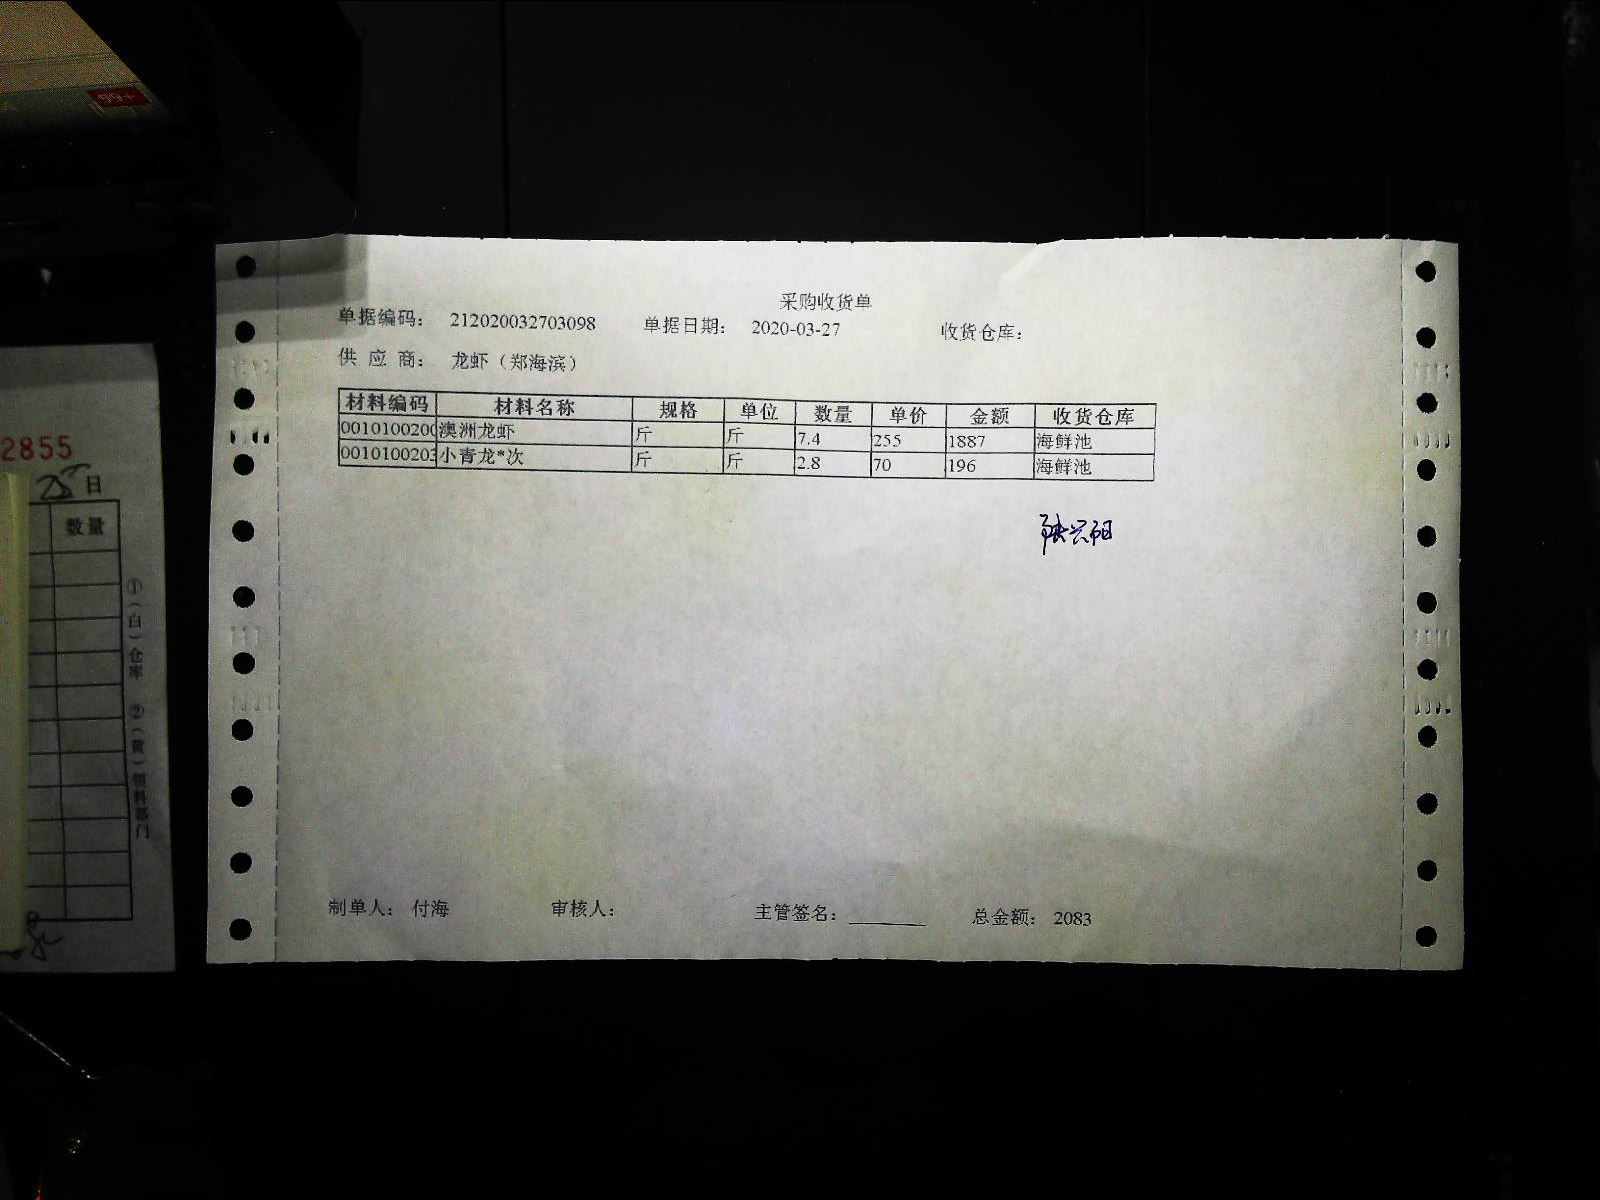 采购收货单
单据编码： 212020032703098 单据日期： 2020-03-27 收货仓库：
供 应 商： 龙虾（郑海滨）
材料编码 材料名称 规格 单位 数量 单价 金额 收货仓库
0010100200 澳洲龙虾 斤 斤 7.4 255 1887 海鲜池
0010100203 小青龙*次 斤 斤 2.8 70 196 海鲜池
制单人： 付海 审核人： 主管签名： 总金额： 2083
2855
25日
数量
①（白）仓库 ②（黄）领料部门